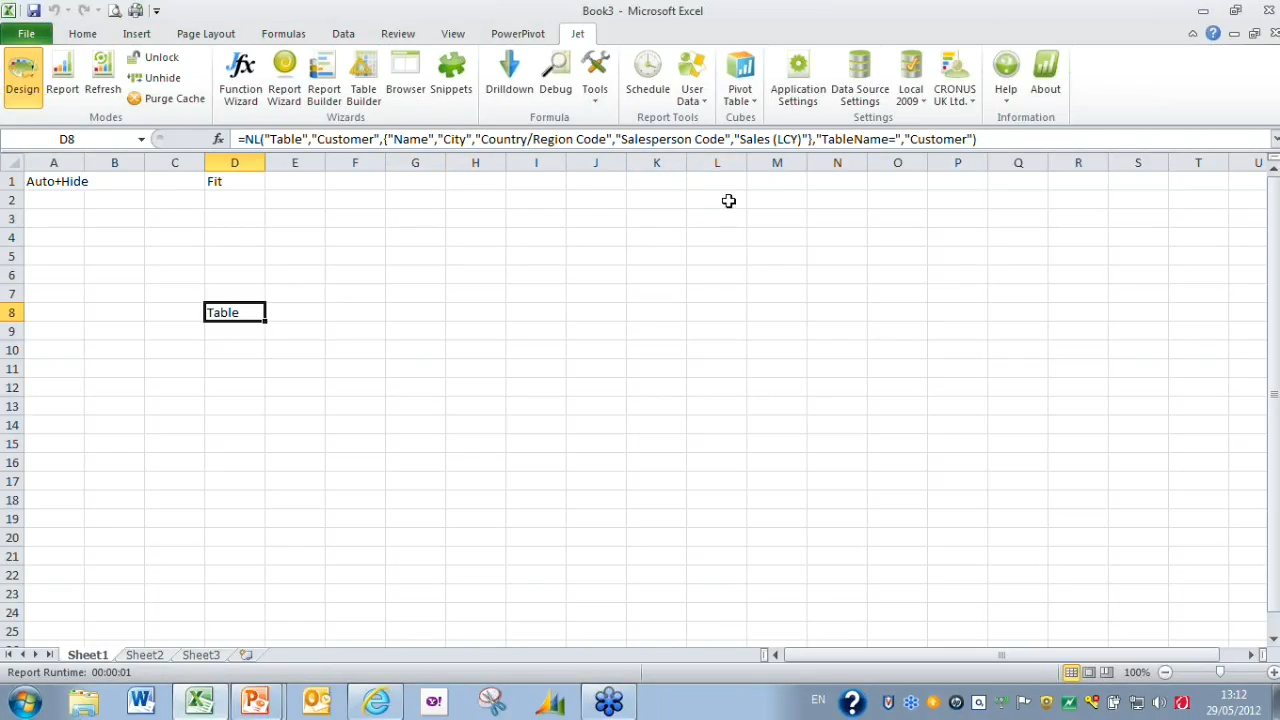 Book3 - Microsoft Excel
File Home Insert Page Layout Formulas Data Review View PowerPivot Jet
Design Report Refresh Unlock Unhide Purge Cache
Function Wizard Report Wizard Report Builder Table Builder Browser Snippets Drilldown Debug Tools Schedule User Data Pivot Table Application Settings Data Source Settings Local 2009 CRONUS UK Ltd. Help About
Modes Wizards Formula Report Tools Cubes Settings Information
D8 fx =NL("Table","Customer",{"Name","City","Country/Region Code","Salesperson Code","Sales (LCY)"},"TableName=","Customer")
A B C D E F G H I J K L M N O P Q R S T U
1 Auto+Hide Fit
2
3
4
5
6
7
8 Table
9
10
11
12
13
14
15
16
17
18
19
20
21
22
23
24
25
Sheet1 Sheet2 Sheet3
Report Runtime: 00:00:01 100%
EN 13:12
29/05/2012